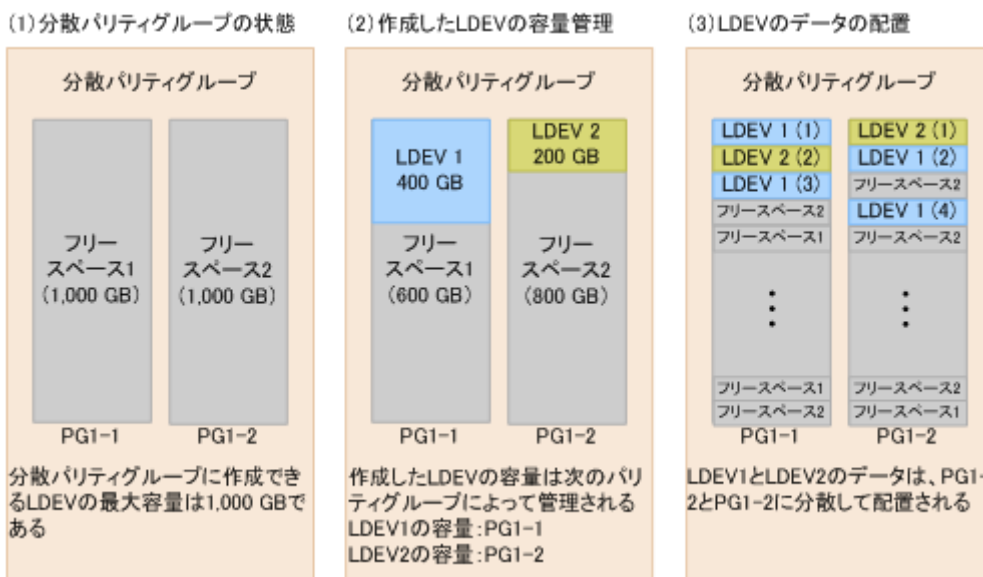 (1)分散パリティグループの状態
分散パリティグループ
フリー
スペース1
(1,000 GB)
フリー
スペース2
(1,000 GB)
PG1-1
PG1-2
分散パリティグループに作成でき
るLDEVの最大容量は1,000 GBで
ある
(2)作成したLDEVの容量管理
分散パリティグループ
LDEV 1
400 GB
フリー
スペース1
(600 GB)
LDEV 2
200 GB
フリー
スペース2
(800 GB)
PG1-1
PG1-2
作成したLDEVの容量は次のパリ
ティグループによって管理される
LDEV1の容量:PG1-1
LDEV2の容量:PG1-2
(3)LDEVのデータの配置
分散パリティグループ
LDEV 1 (1)
LDEV 2 (2)
LDEV 1 (3)
フリースペース2
フリースペース1
フリースペース1
フリースペース2
PG1-1
LDEV 2 (1)
LDEV 1 (2)
フリースペース2
LDEV 1 (4)
フリースペース2
フリースペース2
フリースペース1
PG1-2
LDEV1とLDEV2のデータは、PG1-
2とPG1-2に分散して配置される